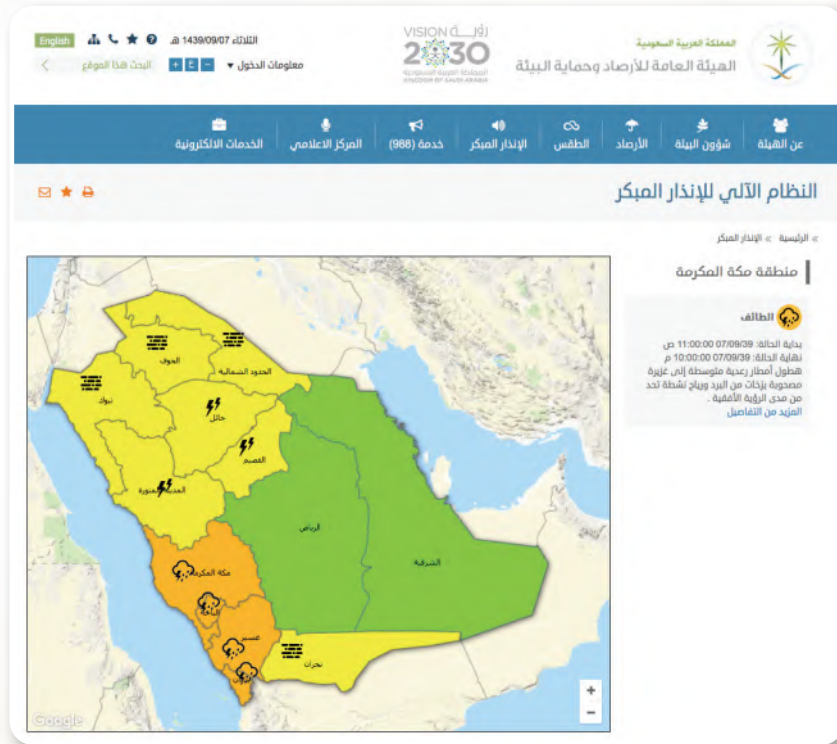 English
الثلاثاء 1439/09/07 هـ
البحث هذا الموقع
معلومات الدخول
+ ع −
VISION رؤيــة
2030
المملكة العربية السعودية
KINGDOM OF SAUDI ARABIA
المملكة العربية السعودية
الهيئة العامة للأرصاد وحماية البيئة
عن الهيئة
شؤون البيئة
الأرصاد
الطقس
الإنذار المبكر
خدمة (988)
المركز الاعلامي
الخدمات الالكترونية
النظام الآلي للإنذار المبكر
» الرئيسية » الإنذار المبكر
منطقة مكة المكرمة
الطائف
بداية الحالة: 07/09/39 11:00:00 ص
نهاية الحالة: 07/09/39 10:00:00 م
هطول أمطار رعدية متوسطة إلى غزيرة
مصحوبة بزخات من البرد ورياح نشطة تحد
من مدى الرؤية الأفقية .
المزيد من التفاصيل
الجوف
الحدود الشمالية
تبوك
حائل
القصيم
المدينة المنورة
الرياض
الشرقية
مكة المكرمة
الباحة
عسير
نجران
+
−
Google